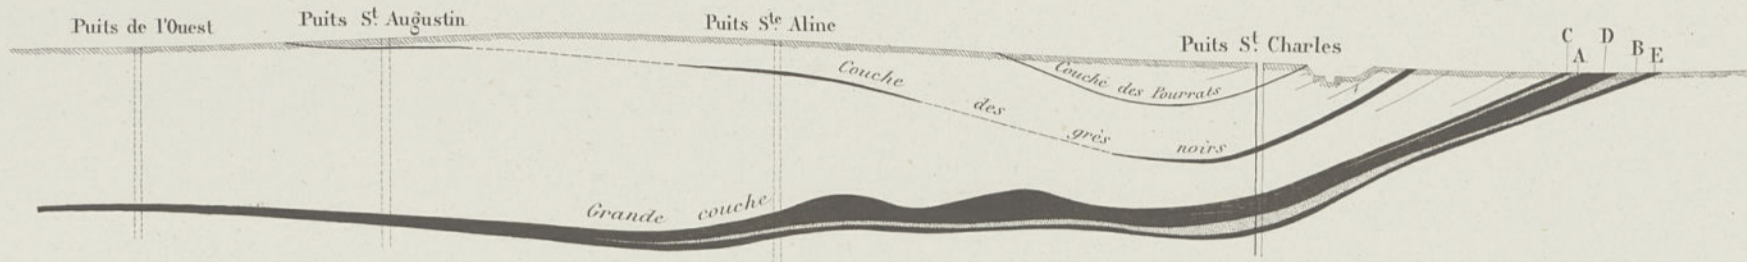 Puits de l'Ouest
Puits St. Augustin
Puits Ste Aline
Puits St. Charles
C
A
D
B
E
Couche des Pourrats
Couche des grès noirs
Grande couche